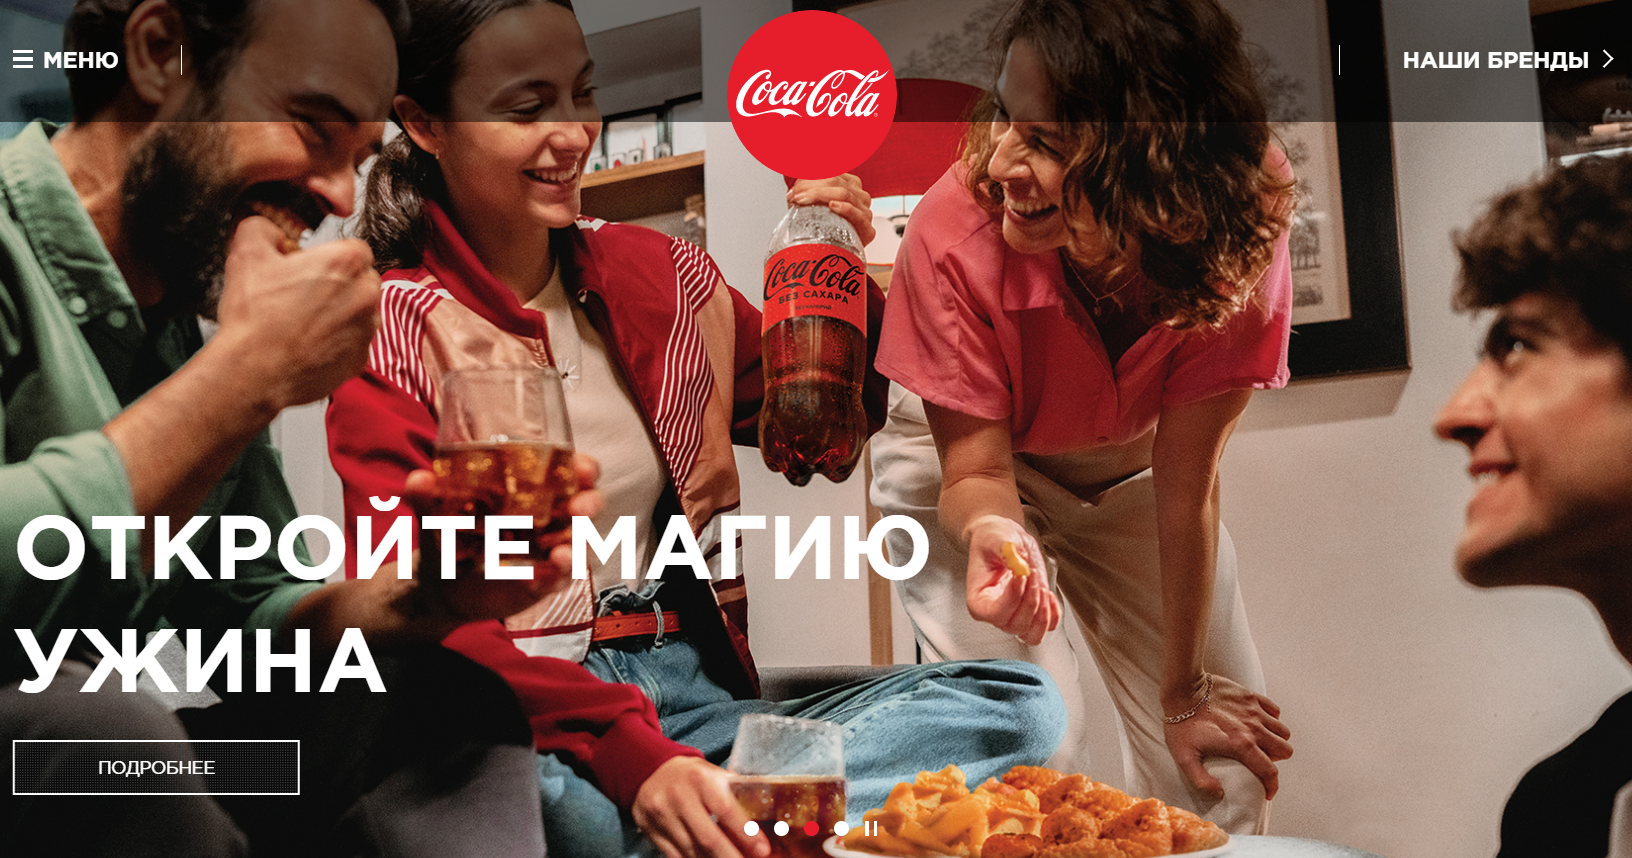 МЕНЮ
Coca-Cola
НАШИ БРЕНДЫ
Coca-Cola
БЕЗ САХАРА
ОТКРОЙТЕ МАГИЮ
УЖИНА
ПОДРОБНЕЕ